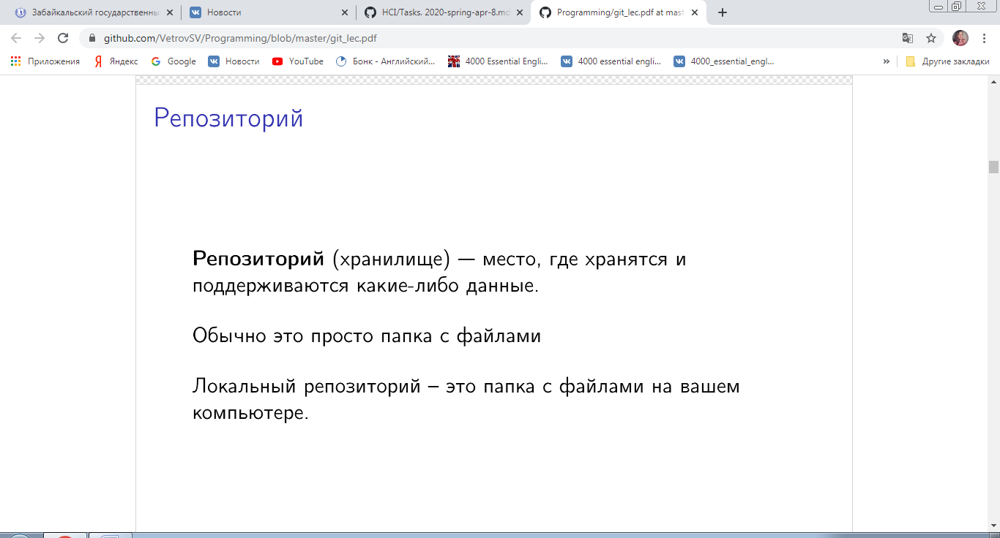 Забайкальский государственны
Новости
HCI/Tasks. 2020-spring-apr-8.md
Programming/git_lec.pdf at mast
github.com/VetrovSV/Programming/blob/master/git_lec.pdf
Приложения
Яндекс
Google
Новости
YouTube
Бонк - Английский...
4000 Essential Engli...
4000 essential engli...
4000_essential_engl...
»
Другие закладки
Репозиторий
Репозиторий (хранилище) — место, где хранятся и
поддерживаются какие-либо данные.
Обычно это просто папка с файлами
Локальный репозиторий – это папка с файлами на вашем
компьютере.